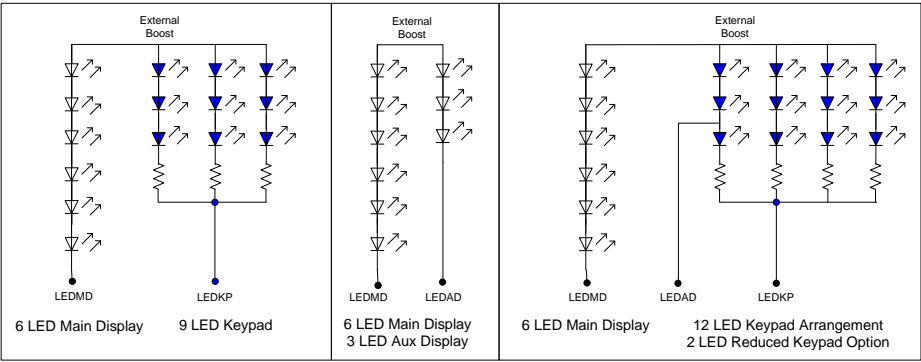 External
Boost
LEDMD
LEDKP
6 LED Main Display
9 LED Keypad
External
Boost
LEDMD
LEDAD
6 LED Main Display
3 LED Aux Display
External
Boost
LEDMD
LEDAD
LEDKP
6 LED Main Display
12 LED Keypad Arrangement
2 LED Reduced Keypad Option